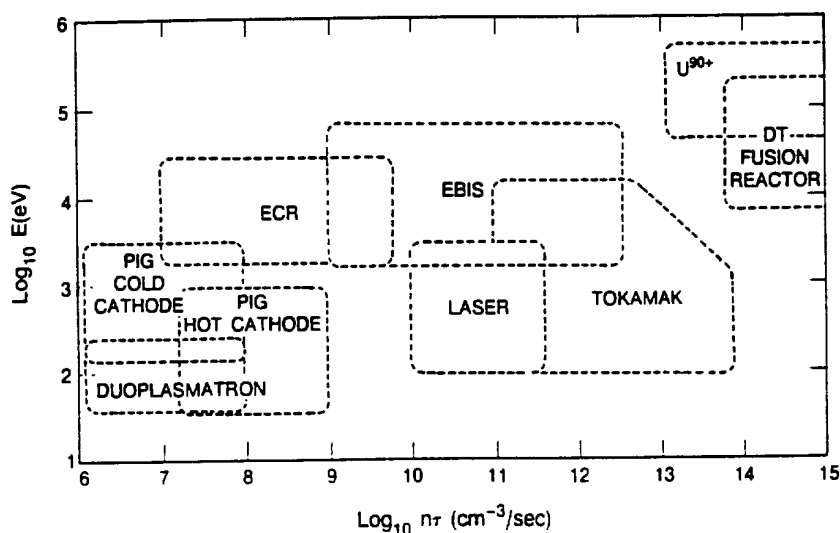 6
5
4
3
2
1
Log₁₀ E(eV)
U⁹⁰⁺
DT
FUSION
REACTOR
EBIS
ECR
PIG
COLD
CATHODE
PIG
HOT CATHODE
LASER
TOKAMAK
DUOPLASMATRON
6 7 8 9 10 11 12 13 14 15
Log₁₀ nτ (cm⁻³/sec)